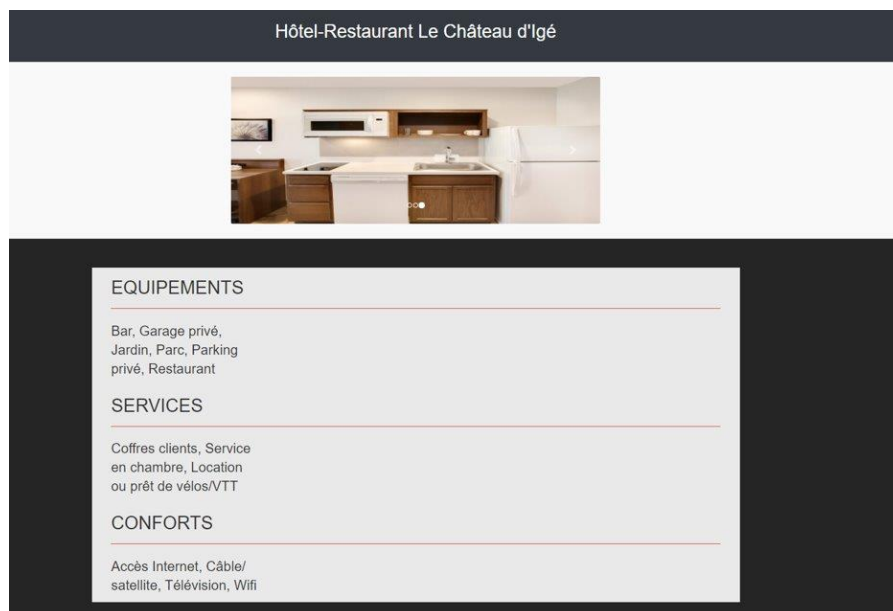 Hôtel-Restaurant Le Château d'Igé
EQUIPEMENTS
Bar, Garage privé,
Jardin, Parc, Parking
privé, Restaurant
SERVICES
Coffres clients, Service
en chambre, Location
ou prêt de vélos/VTT
CONFORTS
Accès Internet, Câble/
satellite, Télévision, Wifi